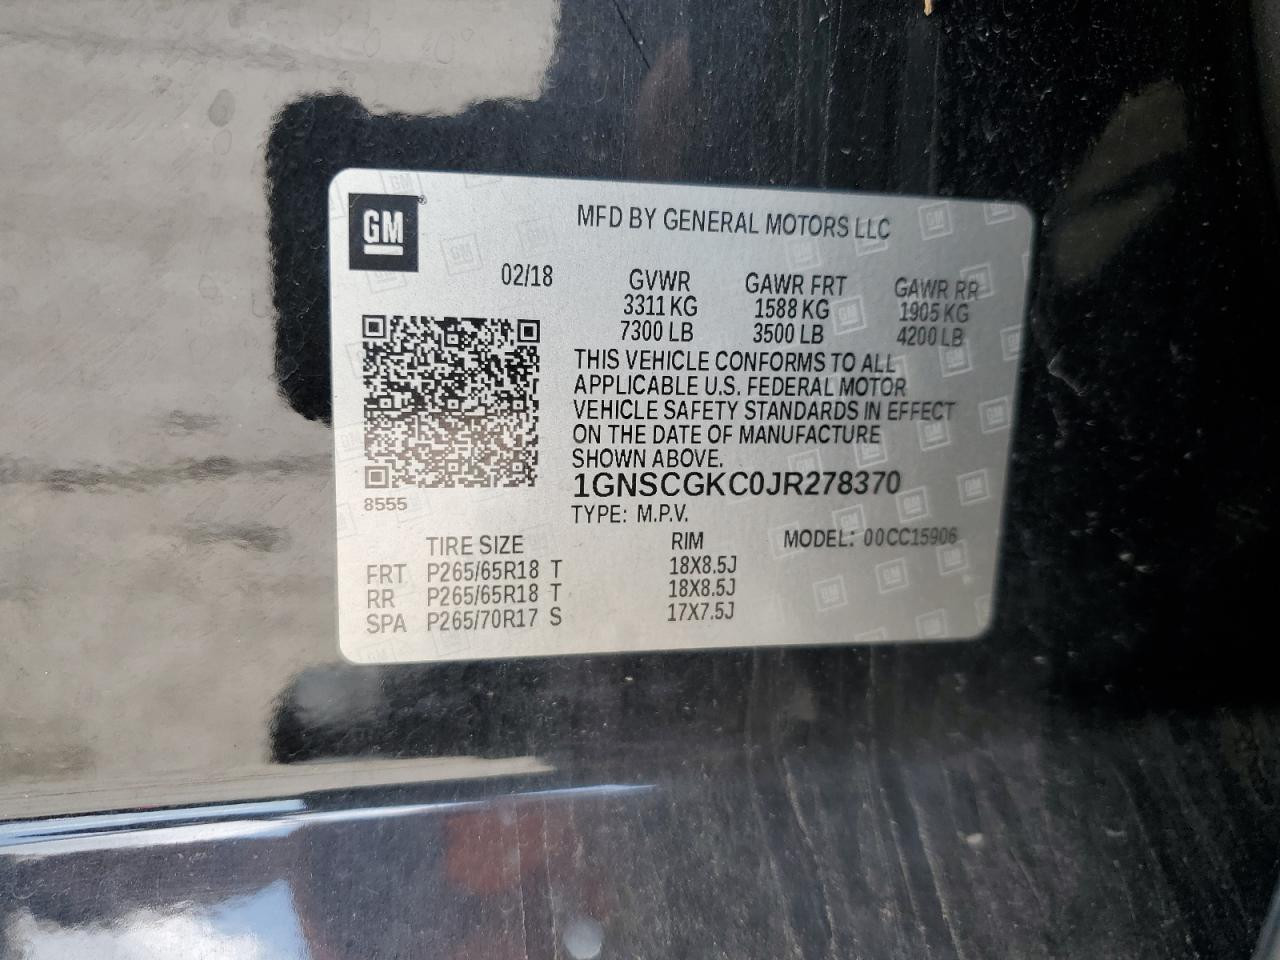 GM
MFD BY GENERAL MOTORS LLC
02/18 GVWR GAWR FRT GAWR RR
3311 KG 1588 KG 1905 KG
7300 LB 3500 LB 4200 LB
THIS VEHICLE CONFORMS TO ALL
APPLICABLE U.S. FEDERAL MOTOR
VEHICLE SAFETY STANDARDS IN EFFECT
ON THE DATE OF MANUFACTURE
SHOWN ABOVE.
1GNSCGKC0JR278370
8555
TYPE: M.P.V.
TIRE SIZE RIM MODEL: 00CC15906
FRT P265/65R18 T 18X8.5J
RR P265/65R18 T 18X8.5J
SPA P265/70R17 S 17X7.5J